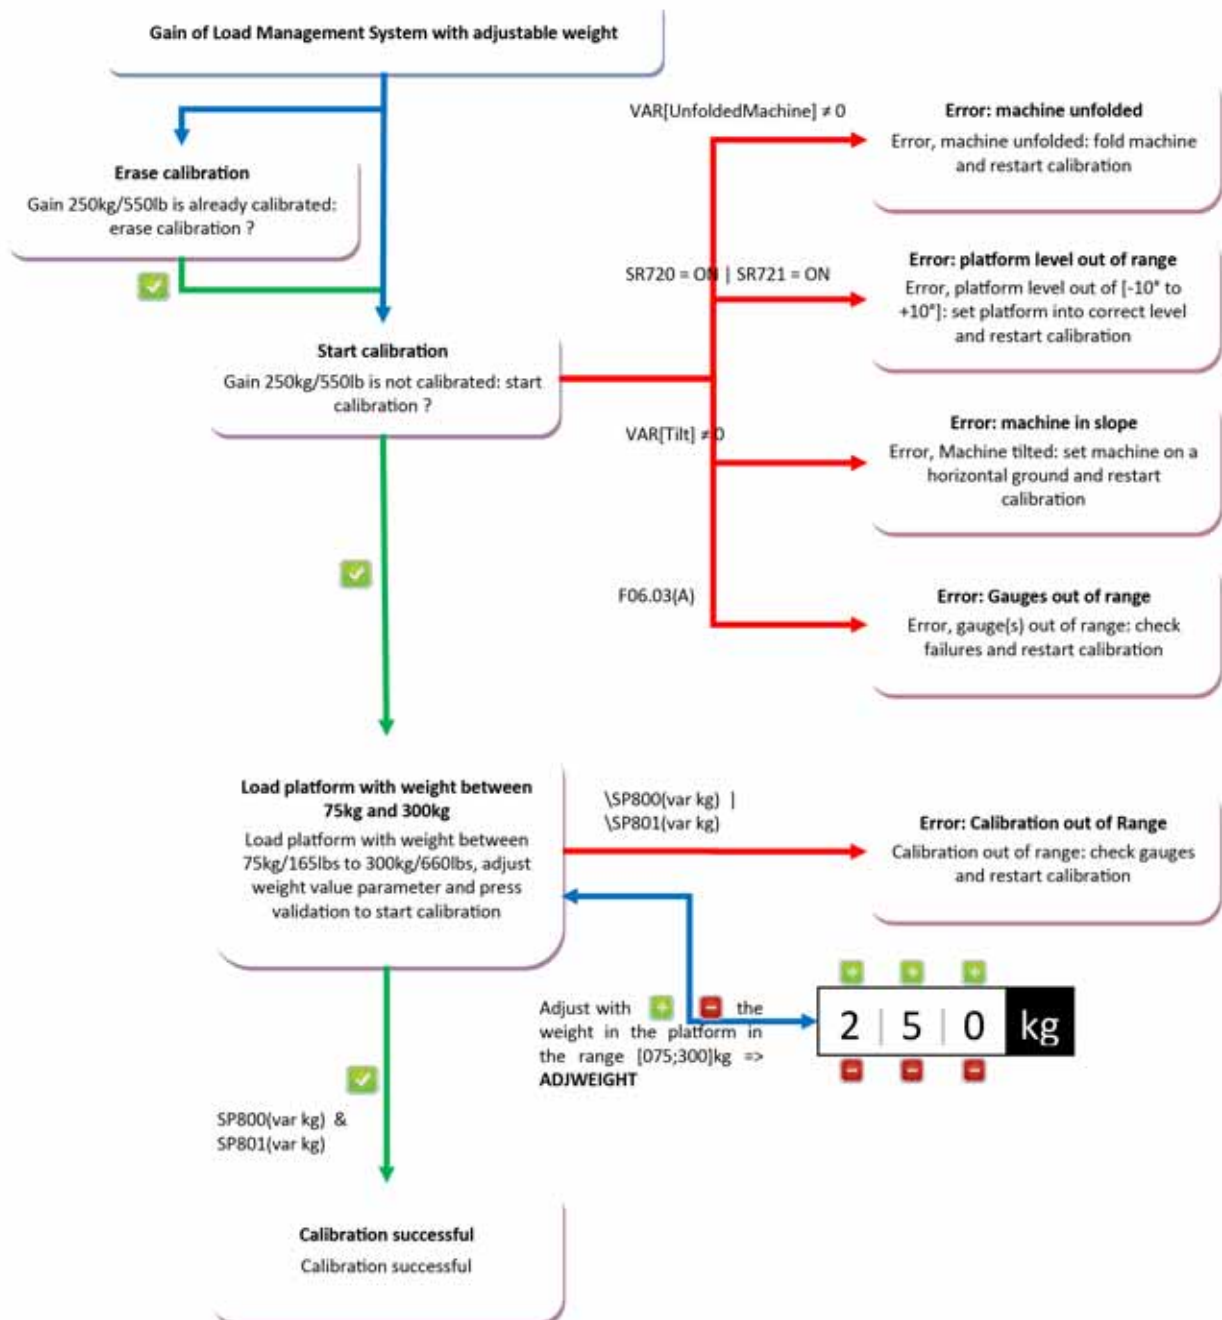 Gain of Load Management System with adjustable weight
Erase calibration
Gain 250kg/550lb is already calibrated:
erase calibration ?
Start calibration
Gain 250kg/550lb is not calibrated: start
calibration ?
VAR[UnfoldedMachine] ≠ 0
Error: machine unfolded
Error, machine unfolded: fold machine
and restart calibration
SR720 = ON | SR721 = ON
Error: platform level out of range
Error, platform level out of [-10° to
+10°]: set platform into correct level
and restart calibration
VAR[Tilt] ≠ 0
Error: machine in slope
Error, Machine tilted: set machine on a
horizontal ground and restart
calibration
F06.03(A)
Error: Gauges out of range
Error, gauge(s) out of range: check
failures and restart calibration
Load platform with weight between
75kg and 300kg
Load platform with weight between
75kg/165lbs to 300kg/660lbs, adjust
weight value parameter and press
validation to start calibration
\SP800(var kg) |
\SP801(var kg)
Error: Calibration out of Range
Calibration out of range: check gauges
and restart calibration
Adjust with + - the
weight in the platform in
the range [075;300]kg =>
ADJWEIGHT
+ + +
2 | 5 | 0 kg
- - -
SP800(var kg) &
SP801(var kg)
Calibration successful
Calibration successful